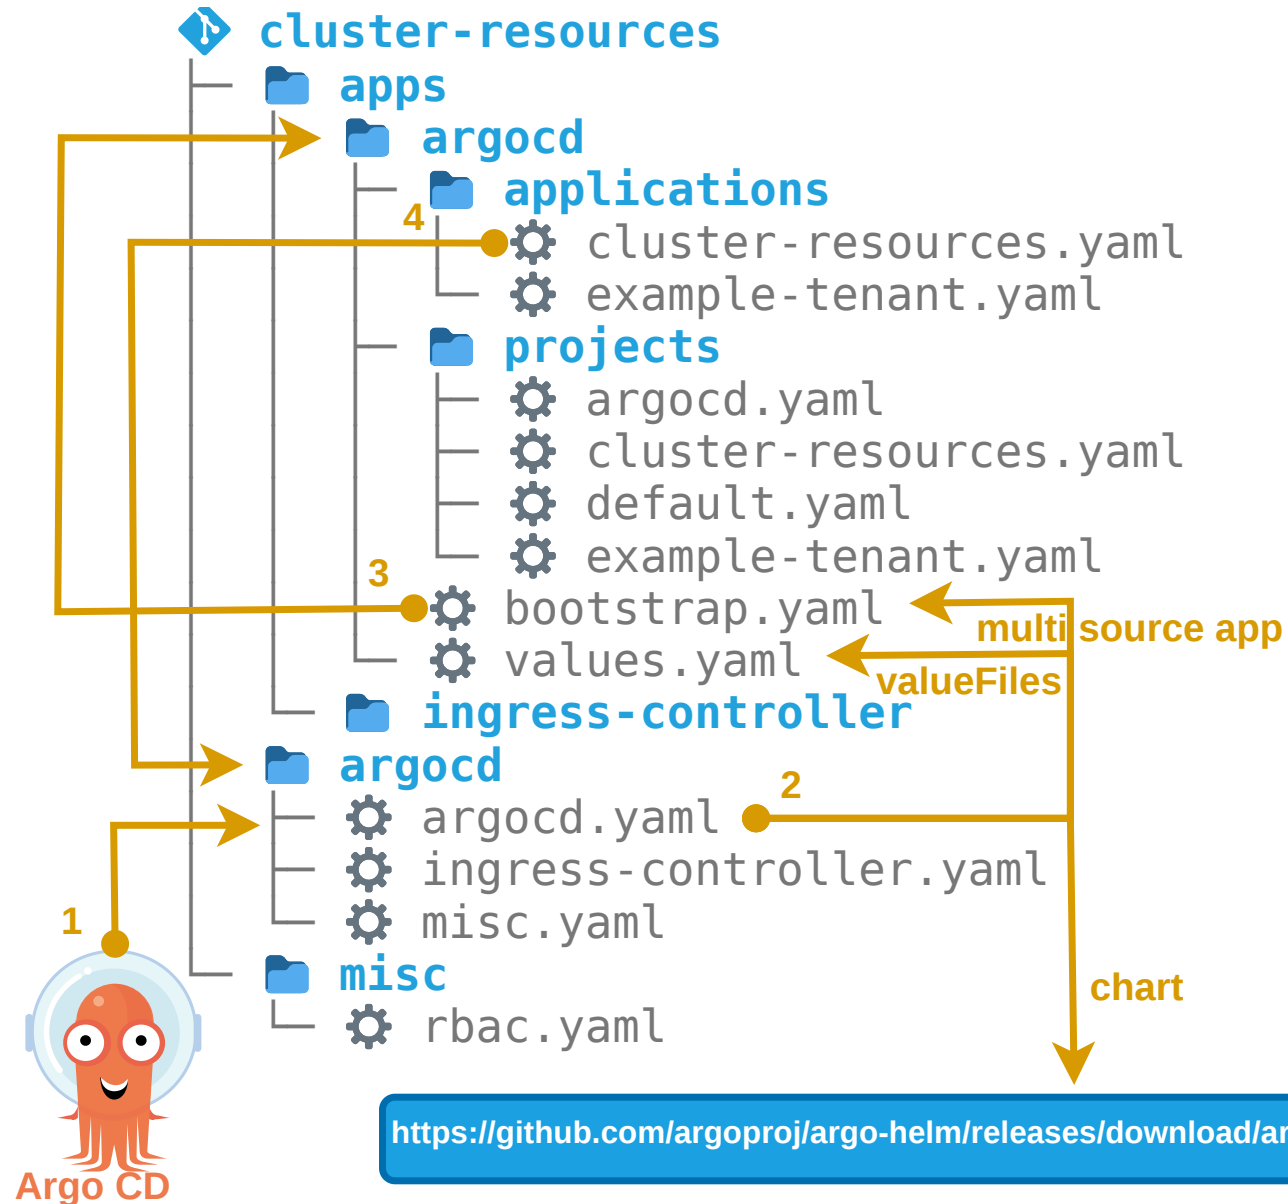 cluster-resources
apps
argocd
applications
4
cluster-resources.yaml
example-tenant.yaml
projects
argocd.yaml
cluster-resources.yaml
default.yaml
example-tenant.yaml
3
bootstrap.yaml
multi source app
values.yaml
valueFiles
ingress-controller
argocd
2
argocd.yaml
ingress-controller.yaml
1
misc.yaml
misc
chart
rbac.yaml
https://github.com/argoproj/argo-helm/releases/download/ar
Argo CD